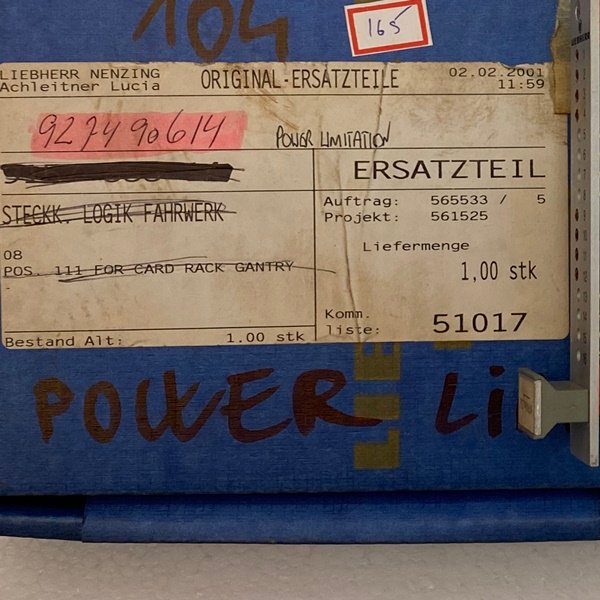 104
165
LIEBHERR NENZING ORIGINAL-ERSATZTEILE 02.02.2001
Achleitner Lucia 11:59
927490614 POWER LIMITATION
ERSATZTEIL
STECKK. LOGIK FAHRWERK
Auftrag: 565533 / 5
Projekt: 561525
08
POS. 111 FOR CARD RACK GANTRY
Liefermenge
1,00 stk
Komm.
liste: 51017
Bestand Alt: 1.00 stk
POWER Li
LIE